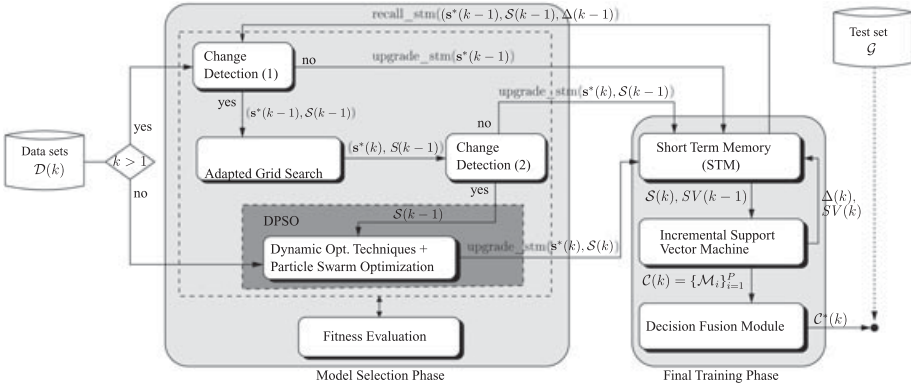 recall_stm((s*(k−1), S(k−1), Δ(k−1))
Test set
G
Change
Detection (1)
no
upgrade_stm(s*(k−1))
yes
(s*(k−1), S(k−1))
upgrade_stm(s*(k), S(k−1))
yes
no
Data sets
D(k)
k > 1
no
Adapted Grid Search
(s*(k), S(k−1))
Change
Detection (2)
yes
Short Term Memory
(STM)
S(k), SV(k−1)
Δ(k),
SV(k)
DPSO
S(k−1)
Dynamic Opt. Techniques +
Particle Swarm Optimization
upgrade_stm(s*(k), S(k))
Incremental Support
Vector Machine
C(k) = {M_i}_{i=1}^P
Fitness Evaluation
Decision Fusion Module
C*(k)
Model Selection Phase
Final Training Phase